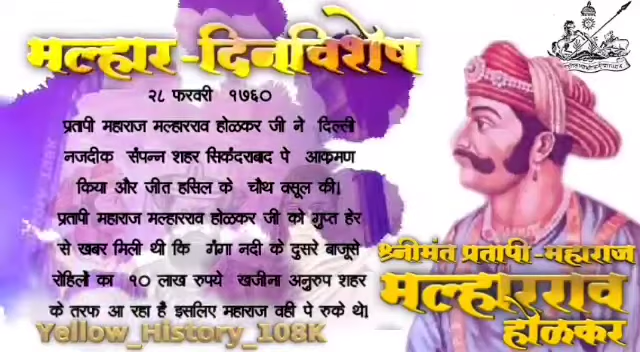 मल्हार-दिनविशेष
२८ फरवरी १७६०
प्रतापी महाराज मल्हारराव होळकर जी ने दिल्ली
नजदीक संपन्न शहर सिकंदराबाद पे आक्रमण
किया और जीत हसिल के चौथ वसूल की।
प्रतापी महाराज मल्हारराव होळकर जी को गुप्त हेर
से खबर मिली थी कि गंगा नदी के दुसरे बाजूसे
रोहिलों का १० लाख रुपये खजीना अनुरुप शहर
के तरफ आ रहा है इसलिए महाराज वही पे रुके थे।
श्रीमंत प्रतापी-महाराज
मल्हारराव
होळकर
Yellow_History_108K